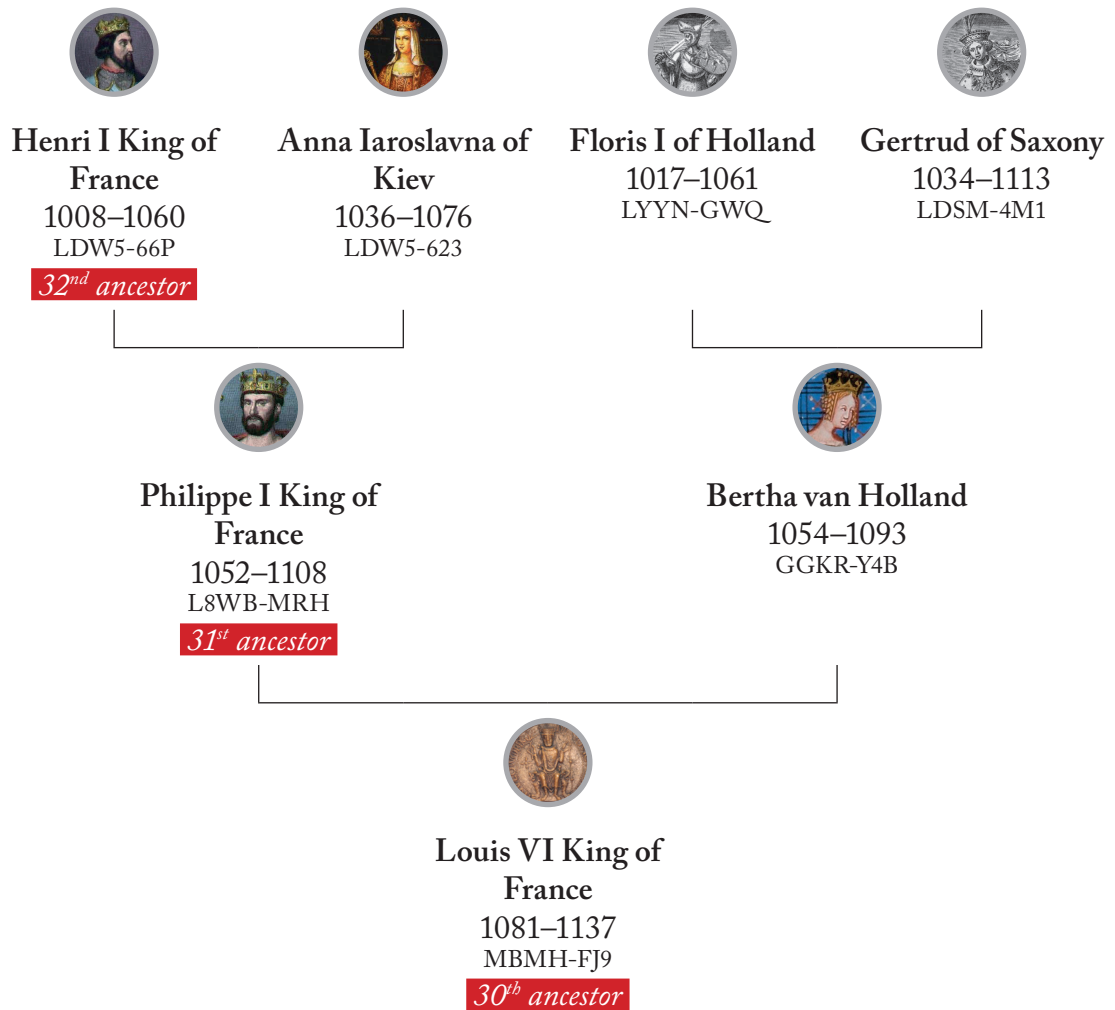 Henri I King of
France
1008–1060
LDW5-66P
32nd ancestor
Anna Iaroslavna of
Kiev
1036–1076
LDW5-623
Floris I of Holland
1017–1061
LYYN-GWQ
Gertrud of Saxony
1034–1113
LDSM-4M1
Philippe I King of
France
1052–1108
L8WB-MRH
31st ancestor
Bertha van Holland
1054–1093
GGKR-Y4B
Louis VI King of
France
1081–1137
MBMH-FJ9
30th ancestor